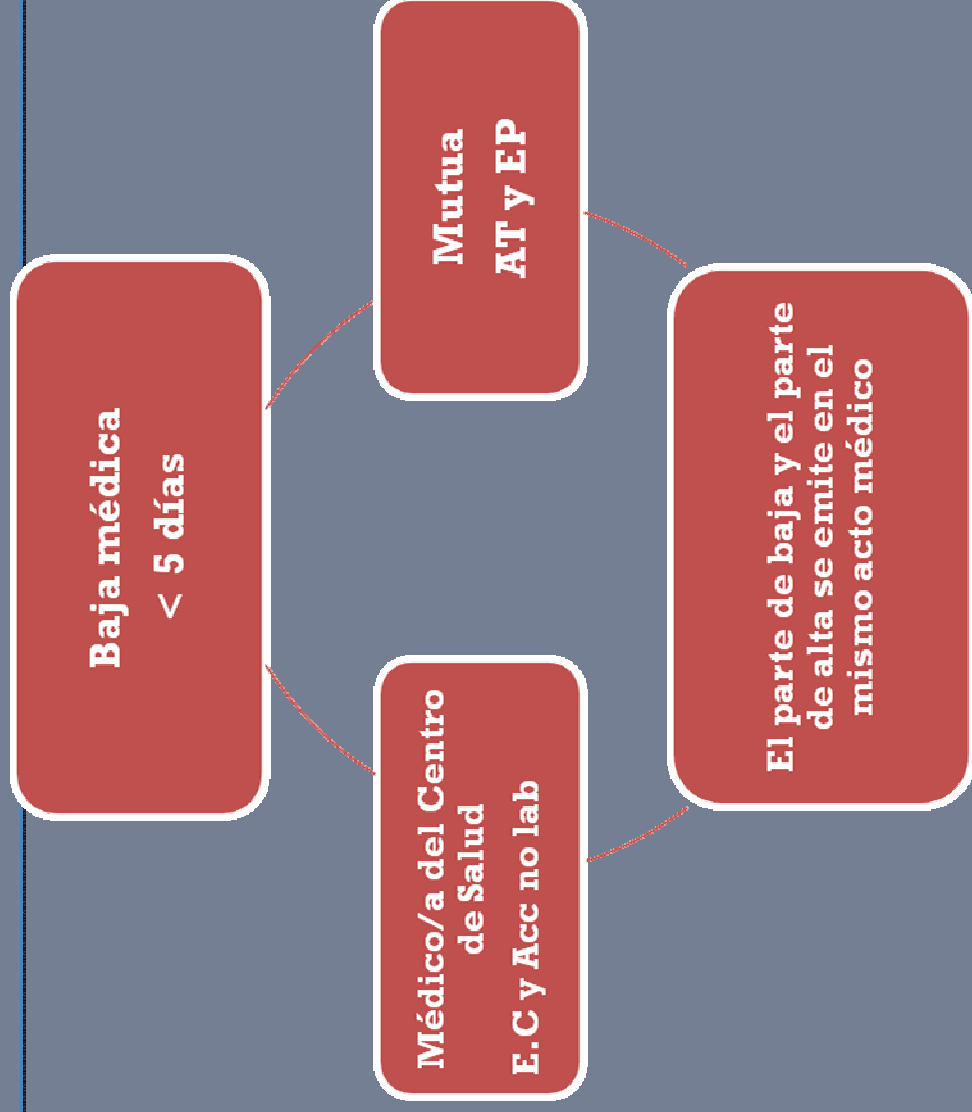 Baja médica
< 5 días
Mutua
AT y EP
El parte de baja y el parte
de alta se emite en el
mismo acto médico
Médico/a del Centro
de Salud
E.C y Acc no lab